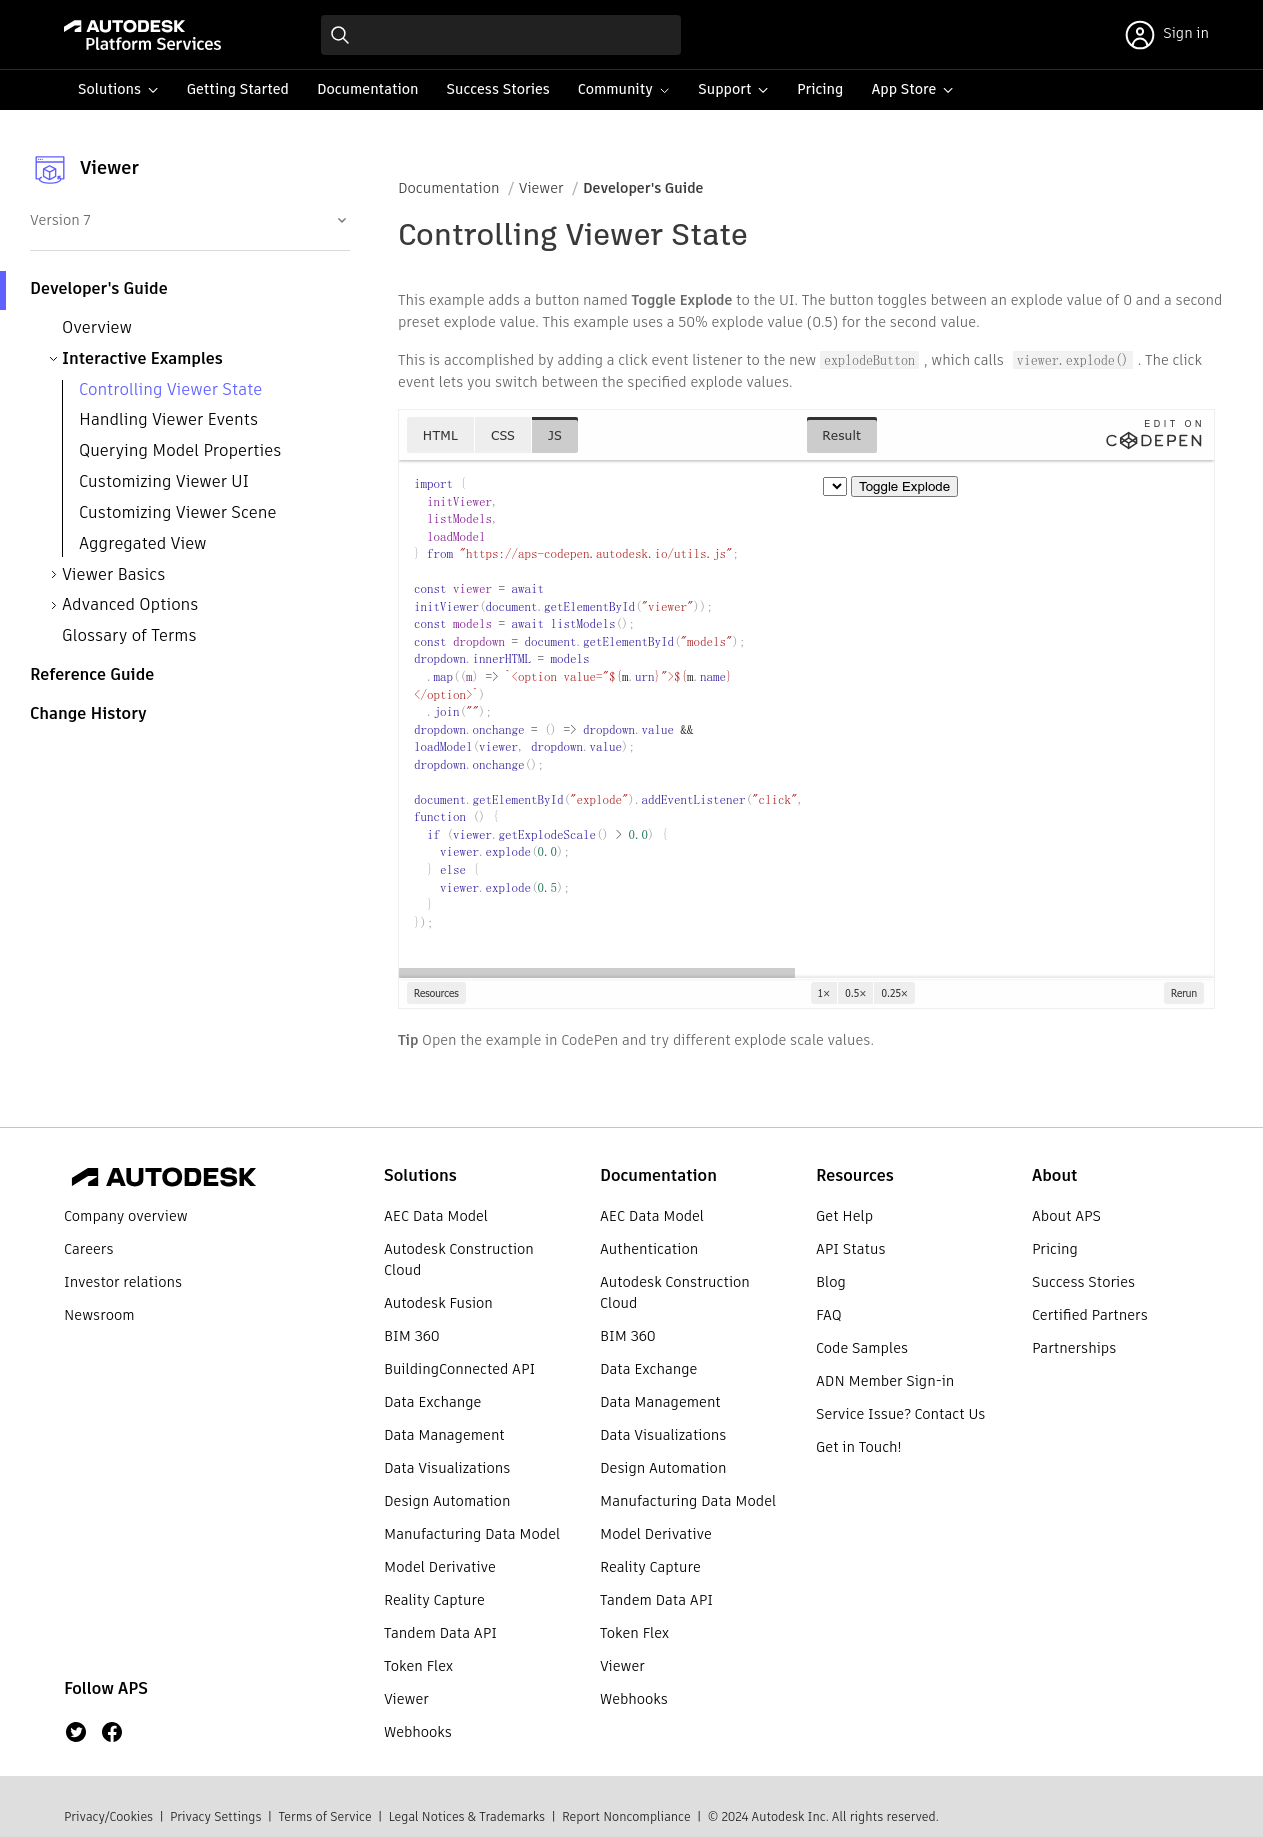 AUTODESK
Platform Services
Sign in
Solutions Getting Started Documentation Success Stories Community Support Pricing App Store
Viewer
Version 7
Developer's Guide
Overview
Interactive Examples
Controlling Viewer State
Handling Viewer Events
Querying Model Properties
Customizing Viewer UI
Customizing Viewer Scene
Aggregated View
Viewer Basics
Advanced Options
Glossary of Terms
Reference Guide
Change History
Documentation / Viewer / Developer's Guide
Controlling Viewer State
This example adds a button named Toggle Explode to the UI. The button toggles between an explode value of 0 and a second
preset explode value. This example uses a 50% explode value (0.5) for the second value.
This is accomplished by adding a click event listener to the new explodeButton , which calls viewer.explode() . The click
event lets you switch between the specified explode values.
HTML CSS JS Result EDIT ON
CODEPEN
import {
  initViewer,
  listModels,
  loadModel
} from "https://aps-codepen.autodesk.io/utils.js";
const viewer = await
initViewer(document.getElementById("viewer"));
const models = await listModels();
const dropdown = document.getElementById("models");
dropdown.innerHTML = models
  .map((m) => `<option value="${m.urn}">${m.name}
</option>`)
  .join("");
dropdown.onchange = () => dropdown.value &&
loadModel(viewer, dropdown.value);
dropdown.onchange();
document.getElementById("explode").addEventListener("click",
function () {
  if (viewer.getExplodeScale() > 0.0) {
    viewer.explode(0.0);
  } else {
    viewer.explode(0.5);
  }
});
Toggle Explode
Resources 1× 0.5× 0.25× Rerun
Tip Open the example in CodePen and try different explode scale values.
AUTODESK
Company overview
Careers
Investor relations
Newsroom
Follow APS
Solutions
AEC Data Model
Autodesk Construction
Cloud
Autodesk Fusion
BIM 360
BuildingConnected API
Data Exchange
Data Management
Data Visualizations
Design Automation
Manufacturing Data Model
Model Derivative
Reality Capture
Tandem Data API
Token Flex
Viewer
Webhooks
Documentation
AEC Data Model
Authentication
Autodesk Construction
Cloud
BIM 360
Data Exchange
Data Management
Data Visualizations
Design Automation
Manufacturing Data Model
Model Derivative
Reality Capture
Tandem Data API
Token Flex
Viewer
Webhooks
Resources
Get Help
API Status
Blog
FAQ
Code Samples
ADN Member Sign-in
Service Issue? Contact Us
Get in Touch!
About
About APS
Pricing
Success Stories
Certified Partners
Partnerships
Privacy/Cookies | Privacy Settings | Terms of Service | Legal Notices & Trademarks | Report Noncompliance | © 2024 Autodesk Inc. All rights reserved.